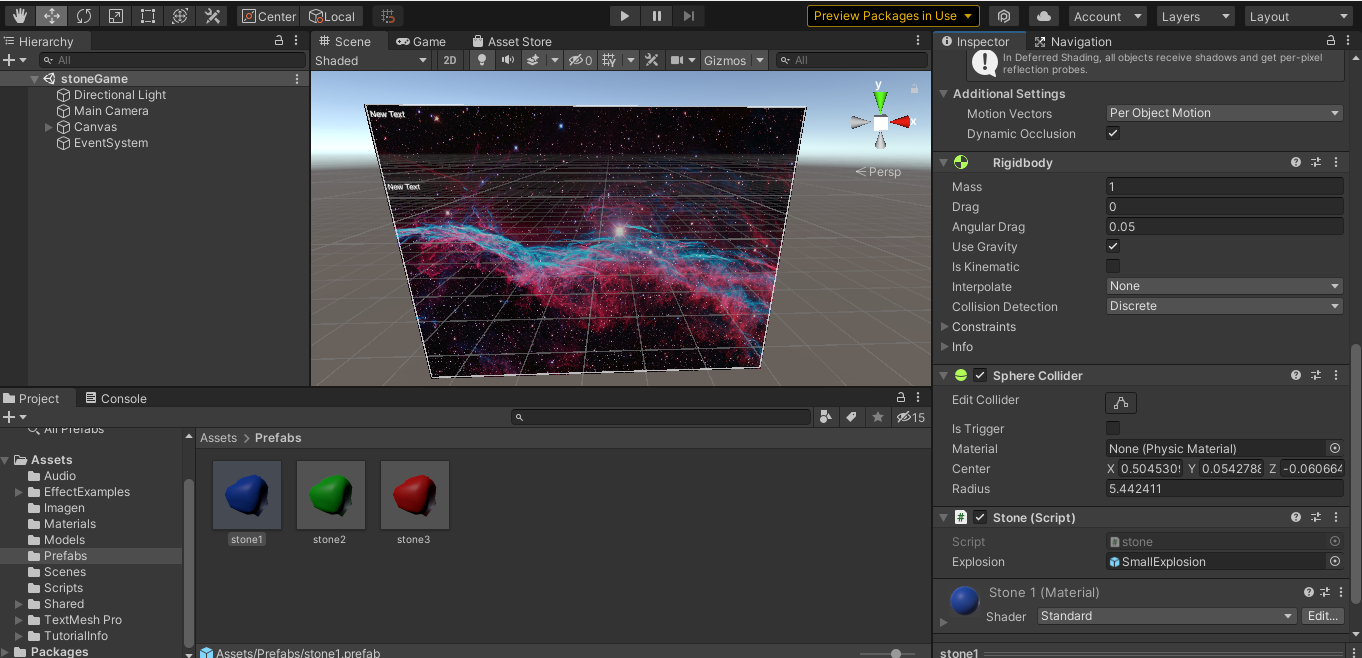 Center Local Preview Packages in Use Account Layers Layout
Hierarchy
All
stoneGame
Directional Light
Main Camera
Canvas
EventSystem
Scene Game Asset Store
Shaded 2D 0 Gizmos All
New Text
New Text
y
x
Persp
Project Console
15
All Prefabs
Assets
Audio
EffectExamples
Imagen
Materials
Models
Prefabs
Scenes
Scripts
Shared
TextMesh Pro
TutorialInfo
Packages
Assets > Prefabs
stone1 stone2 stone3
Assets/Prefabs/stone1.prefab
Inspector Navigation
In Deferred Shading, all objects receive shadows and get per-pixel
reflection probes.
Additional Settings
Motion Vectors Per Object Motion
Dynamic Occlusion
Rigidbody
Mass 1
Drag 0
Angular Drag 0.05
Use Gravity
Is Kinematic
Interpolate None
Collision Detection Discrete
Constraints
Info
Sphere Collider
Edit Collider
Is Trigger
Material None (Physic Material)
Center X 0.5045309 Y 0.0542788 Z -0.060664
Radius 5.442411
Stone (Script)
Script stone
Explosion SmallExplosion
Stone 1 (Material)
Shader Standard Edit...
stone1